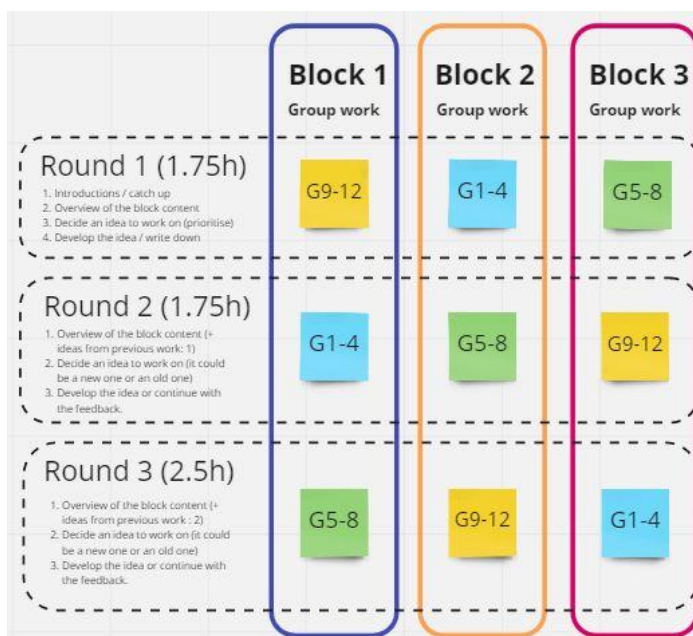 Block 1
Block 2
Block 3
Group work
Group work
Group work
Round 1 (1.75h)
1. Introductions / catch up
2. Overview of the block content
3. Decide an idea to work on (prioritise)
4. Develop the idea / write down
G9-12
G1-4
G5-8
Round 2 (1.75h)
1. Overview of the block content (+
ideas from previous work: 1)
2. Decide an idea to work on (it could
be a new one or an old one)
3. Develop the idea or continue with
the feedback.
G1-4
G5-8
G9-12
Round 3 (2.5h)
1. Overview of the block content (+
ideas from previous work : 2)
2. Decide an idea to work on (it could
be a new one or an old one)
3. Develop the idea or continue with
the feedback.
G5-8
G9-12
G1-4